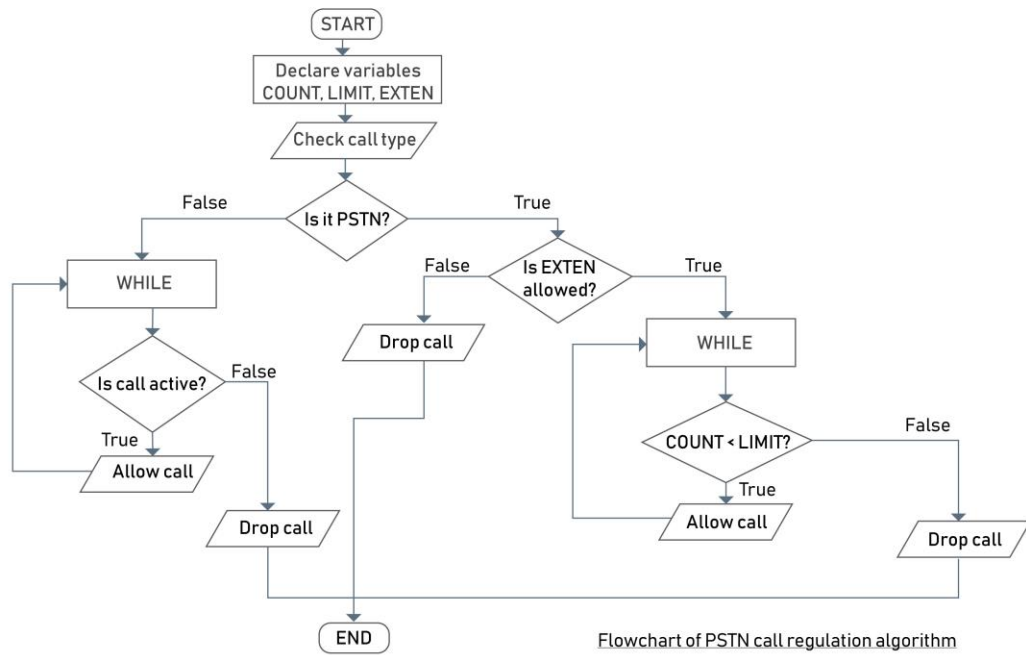 START
Declare variables
COUNT, LIMIT, EXTEN
Check call type
Is it PSTN?
False
True
WHILE
Is call active?
True
False
Allow call
Drop call
Is EXTEN
allowed?
False
True
Drop call
WHILE
COUNT < LIMIT?
True
False
Allow call
Drop call
END
Flowchart of PSTN call regulation algorithm